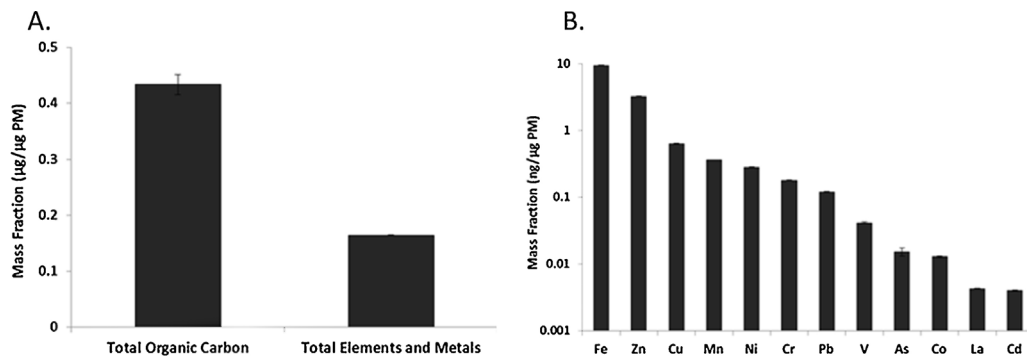 A.
Mass Fraction (µg/µg PM)
0.5
0.4
0.3
0.2
0.1
0
Total Organic Carbon
Total Elements and Metals
B.
Mass Fraction (ng/µg PM)
10
1
0.1
0.01
0.001
Fe Zn Cu Mn Ni Cr Pb V As Co La Cd